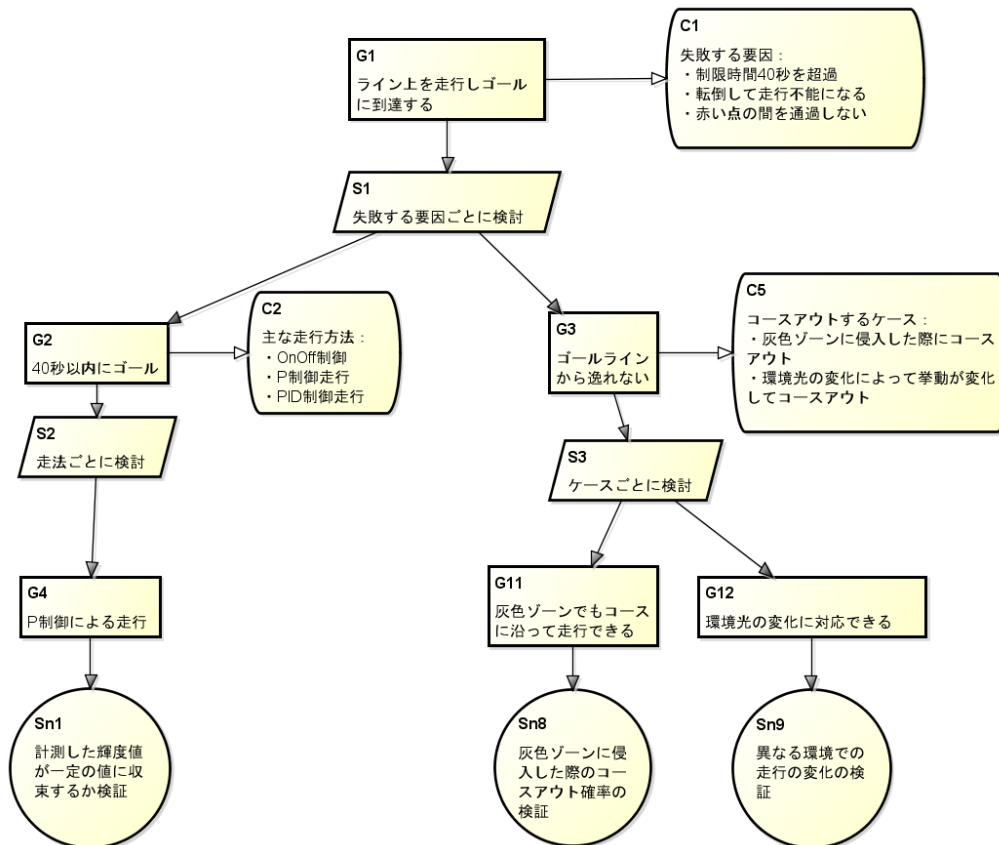 G1
ライン上を走行しゴール
に到達する
C1
失敗する要因：
・制限時間40秒を超過
・転倒して走行不能になる
・赤い点の間を通過しない
S1
失敗する要因ごとに検討
G2
40秒以内にゴール
C2
主な走行方法：
・OnOff制御
・P制御走行
・PID制御走行
G3
ゴールライン
から逸れない
C5
コースアウトするケース：
・灰色ゾーンに侵入した際にコース
アウト
・環境光の変化によって挙動が変化
してコースアウト
S2
走法ごとに検討
S3
ケースごとに検討
G4
P制御による走行
G11
灰色ゾーンでもコース
に沿って走行できる
G12
環境光の変化に対応できる
Sn1
計測した輝度値
が一定の値に収
束するか検証
Sn8
灰色ゾーンに侵
入した際のコー
スアウト確率の
検証
Sn9
異なる環境での
走行の変化の検
証